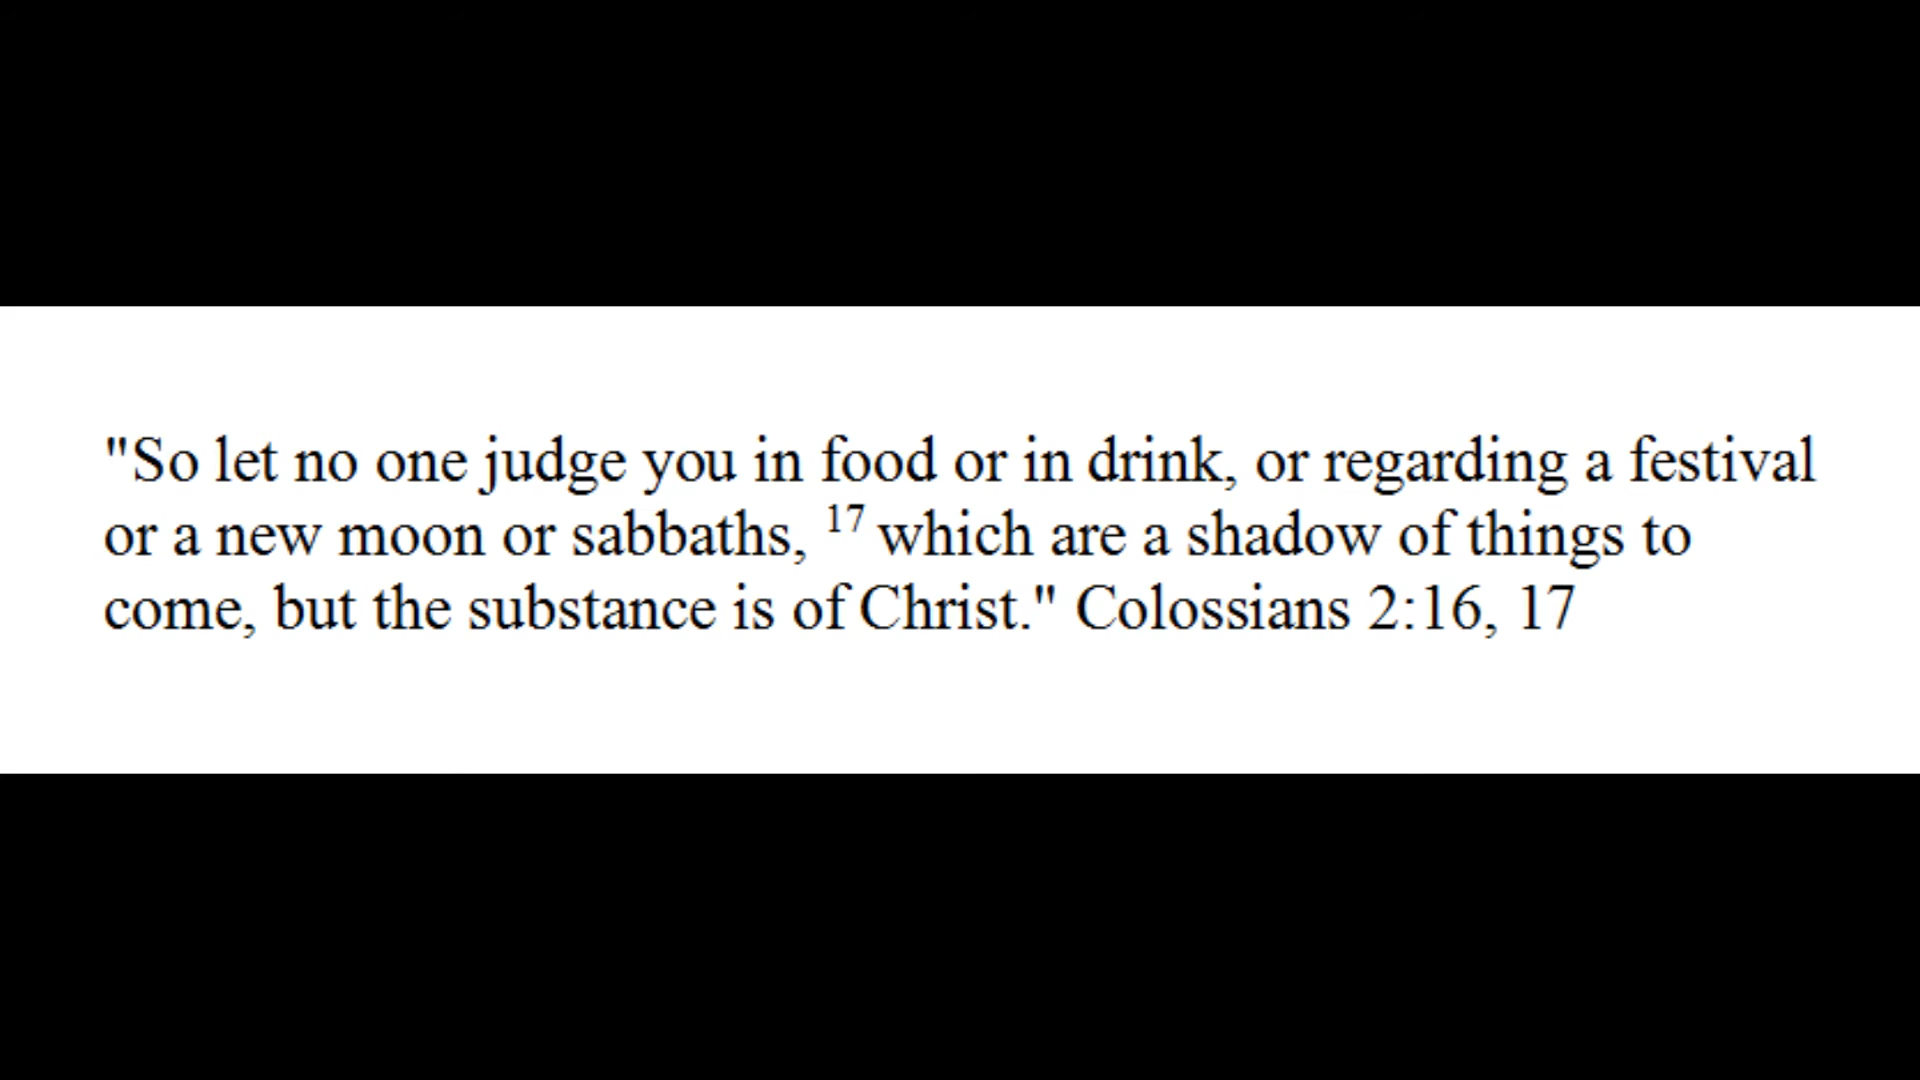 "So let no one judge you in food or in drink, or regarding a festival
or a new moon or sabbaths, 17 which are a shadow of things to
come, but the substance is of Christ." Colossians 2:16, 17